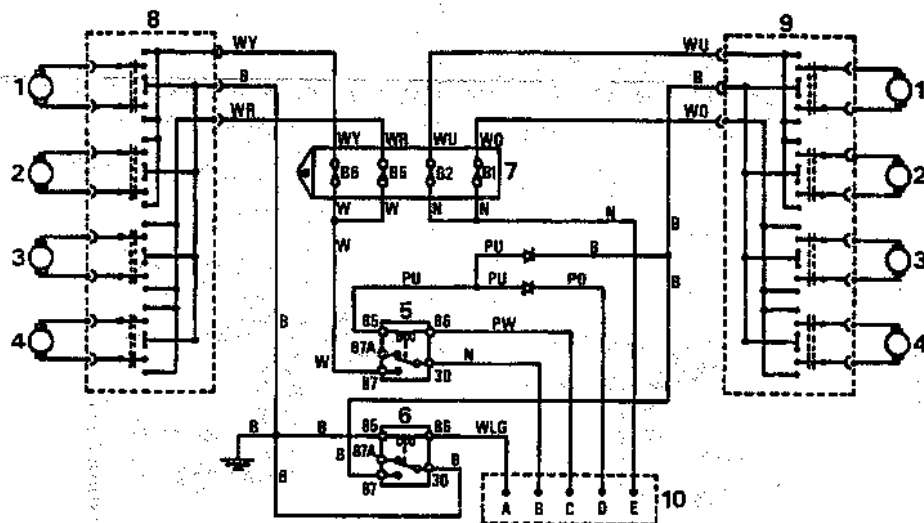 8 9
WY WU
1 B B 1
WR WO
WY WR WU WO
2 B6 B5 B2 B1 7 2
W W N N N
B B
W PU B
3 PU PU PO 3
5
85 86 PW B
4 B 87A N 4
W
87 30
6
B B 85 86 WLG
87A
B B
87 30
B
10
A B C D E